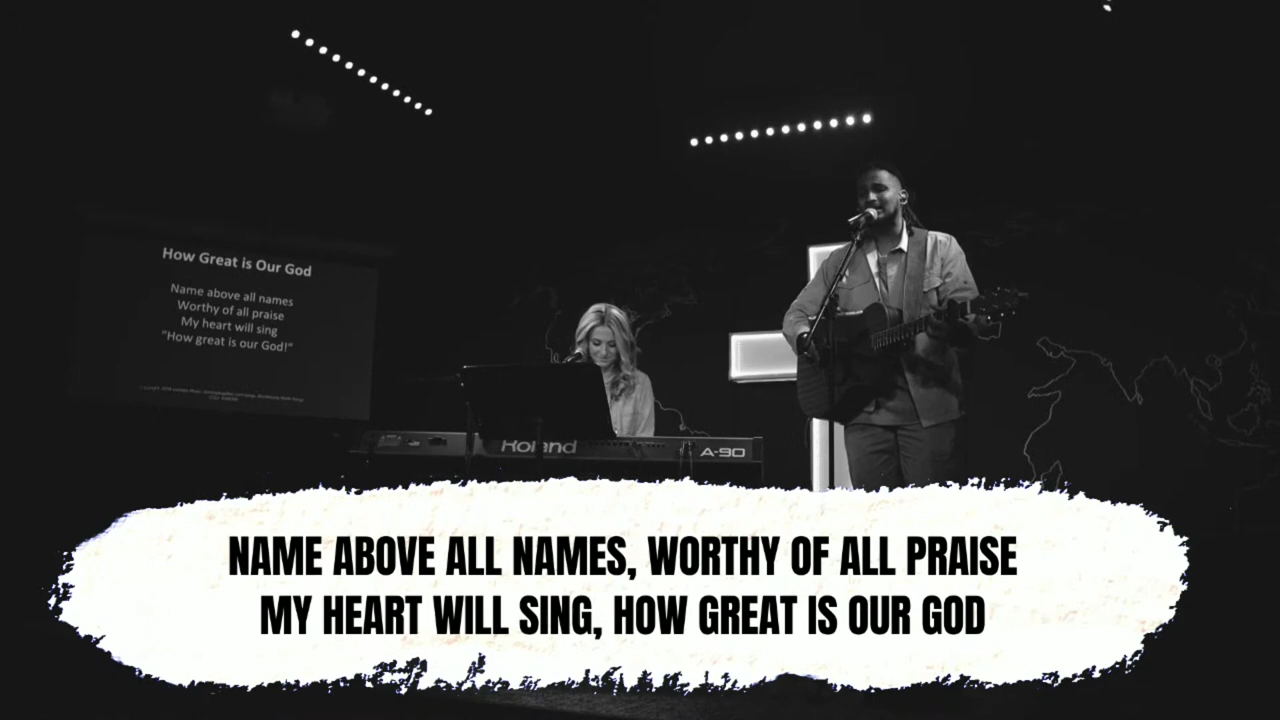 How Great is Our God
Name above all names
Worthy of all praise
My heart will sing
"How great is our God!"
Roland
A-90
NAME ABOVE ALL NAMES, WORTHY OF ALL PRAISE
MY HEART WILL SING, HOW GREAT IS OUR GOD